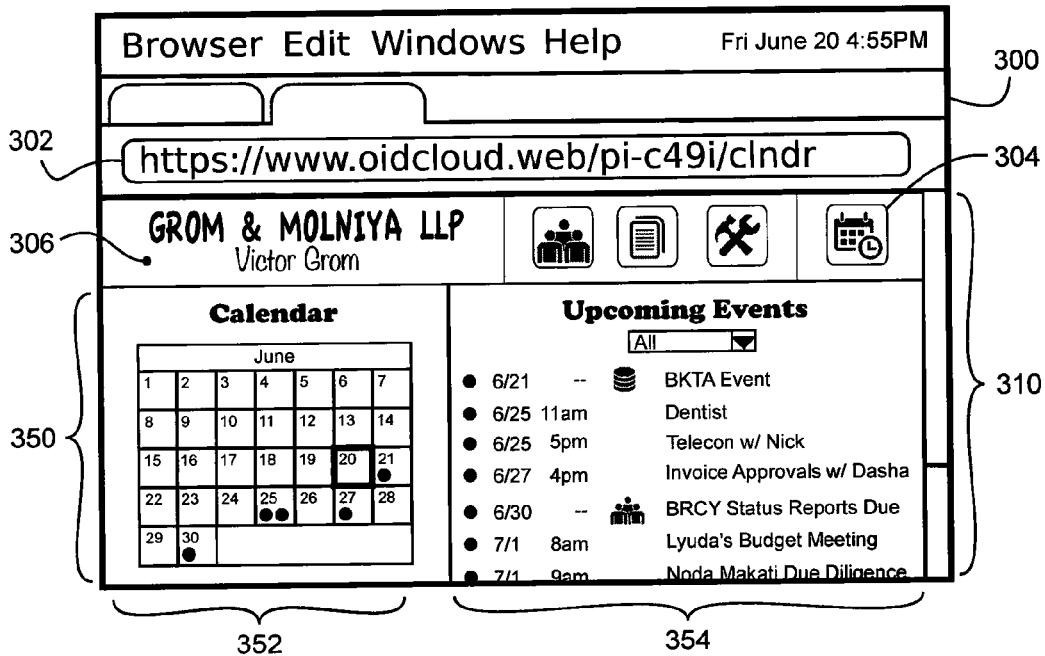 Browser Edit Windows Help Fri June 20 4:55PM
300
302
https://www.oidcloud.web/pi-c49i/clndr
304
GROM & MOLNIYA LLP
306
Victor Grom
Calendar
June
1 2 3 4 5 6 7
8 9 10 11 12 13 14
15 16 17 18 19 20 21
22 23 24 25 26 27 28
29 30
350
352
Upcoming Events
All
6/21 -- BKTA Event
6/25 11am Dentist
6/25 5pm Telecon w/ Nick
6/27 4pm Invoice Approvals w/ Dasha
6/30 -- BRCY Status Reports Due
7/1 8am Lyuda's Budget Meeting
7/1 9am Noda Makati Due Diligence
310
354